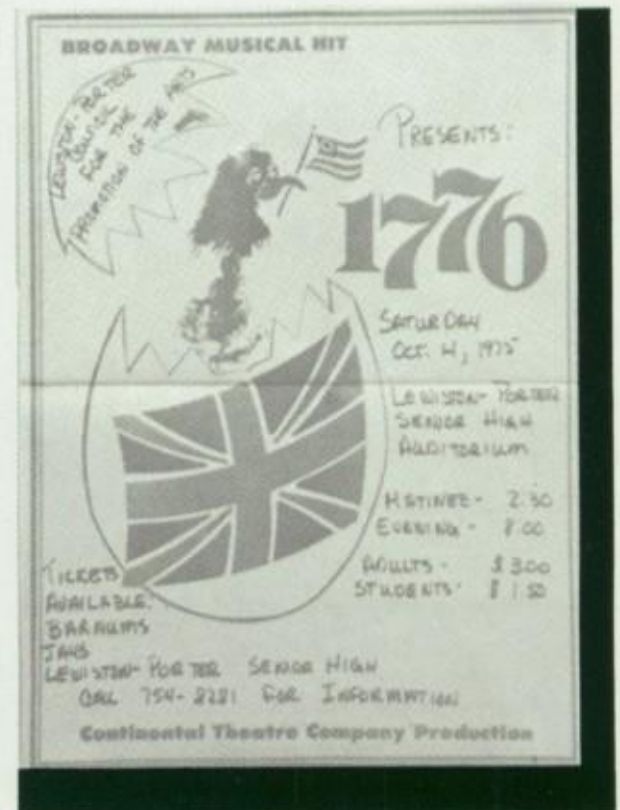 BROADWAY MUSICAL HIT
LEWISTON-PORTER
COUNCIL
FOR THE
PROMOTION OF THE ARTS
PRESENTS:
1776
SATURDAY
OCT. 4, 1975
LEWISTON-PORTER
SENIOR HIGH
AUDITORIUM
MATINEE - 2:30
EVENING - 8:00
ADULTS - $3.00
STUDENTS - $1.50
TICKETS
AVAILABLE:
BARNUMS
JAYS
LEWISTON-PORTER SENIOR HIGH
CALL 754-8281 FOR INFORMATION
Continental Theatre Company Production